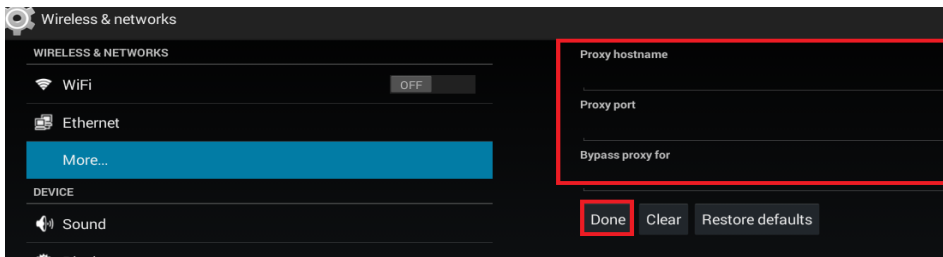 Wireless & networks
WIRELESS & NETWORKS
WiFi
OFF
Ethernet
More...
DEVICE
Sound
Proxy hostname
Proxy port
Bypass proxy for
Done
Clear
Restore defaults